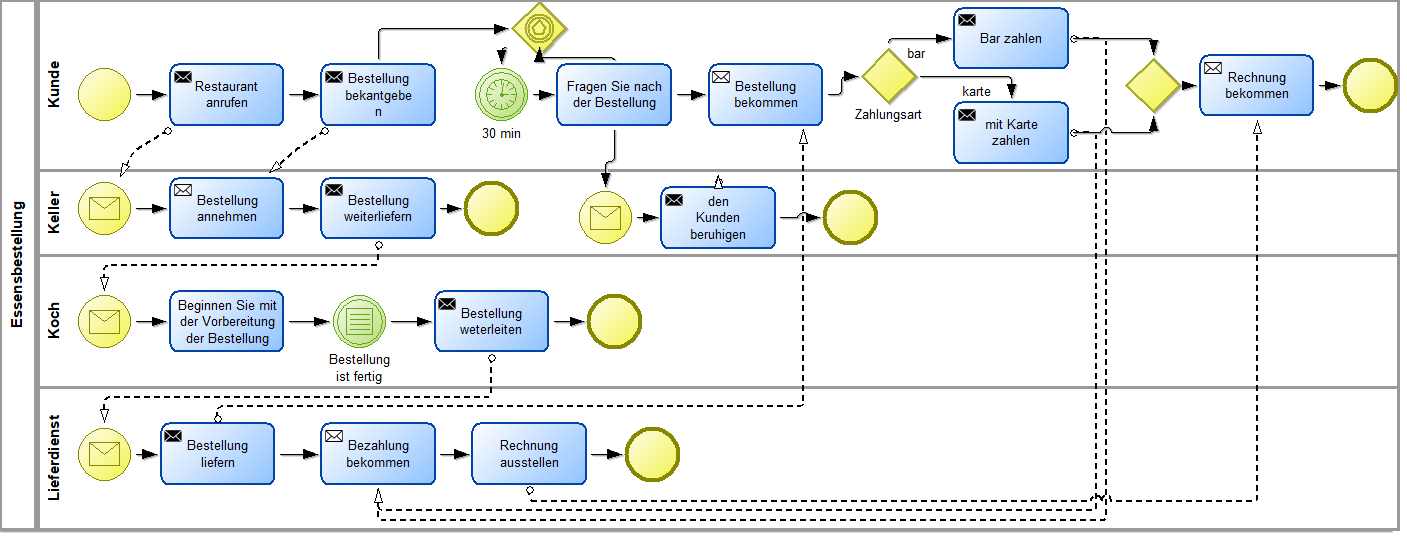 Essensbestellung
Kunde
Restaurant
anrufen
Bestellung
bekantgebe
n
30 min
Fragen Sie nach
der Bestellung
Bestellung
bekommen
Zahlungsart
bar
karte
Bar zahlen
mit Karte
zahlen
Rechnung
bekommen
Keller
Bestellung
annehmen
Bestellung
weiterliefern
den
Kunden
beruhigen
Koch
Beginnen Sie mit
der Vorbereitung
der Bestellung
Bestellung
ist fertig
Bestellung
weterleiten
Lieferdienst
Bestellung
liefern
Bezahlung
bekommen
Rechnung
ausstellen